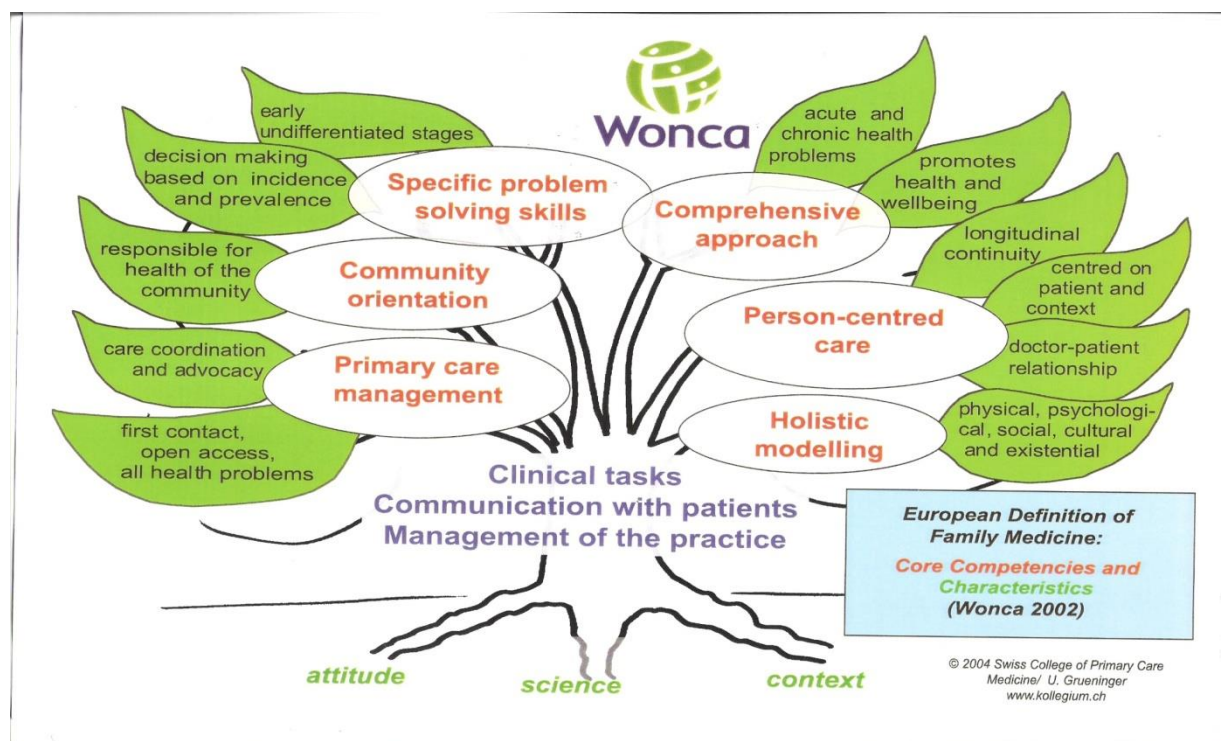 Wonca
early
undifferentiated stages
decision making
based on incidence
and prevalence
responsible for
health of the
community
care coordination
and advocacy
first contact,
open access,
all health problems
Specific problem
solving skills
Community
orientation
Primary care
management
acute and
chronic health
problems
promotes
health and
wellbeing
longitudinal
continuity
centred on
patient and
context
doctor-patient
relationship
physical, psychologi-
cal, social, cultural
and existential
Comprehensive
approach
Person-centred
care
Holistic
modelling
Clinical tasks
Communication with patients
Management of the practice
European Definition of
Family Medicine:
Core Competencies and
Characteristics
(Wonca 2002)
attitude
science
context
© 2004 Swiss College of Primary Care
Medicine/ U. Grueninger
www.kollegium.ch